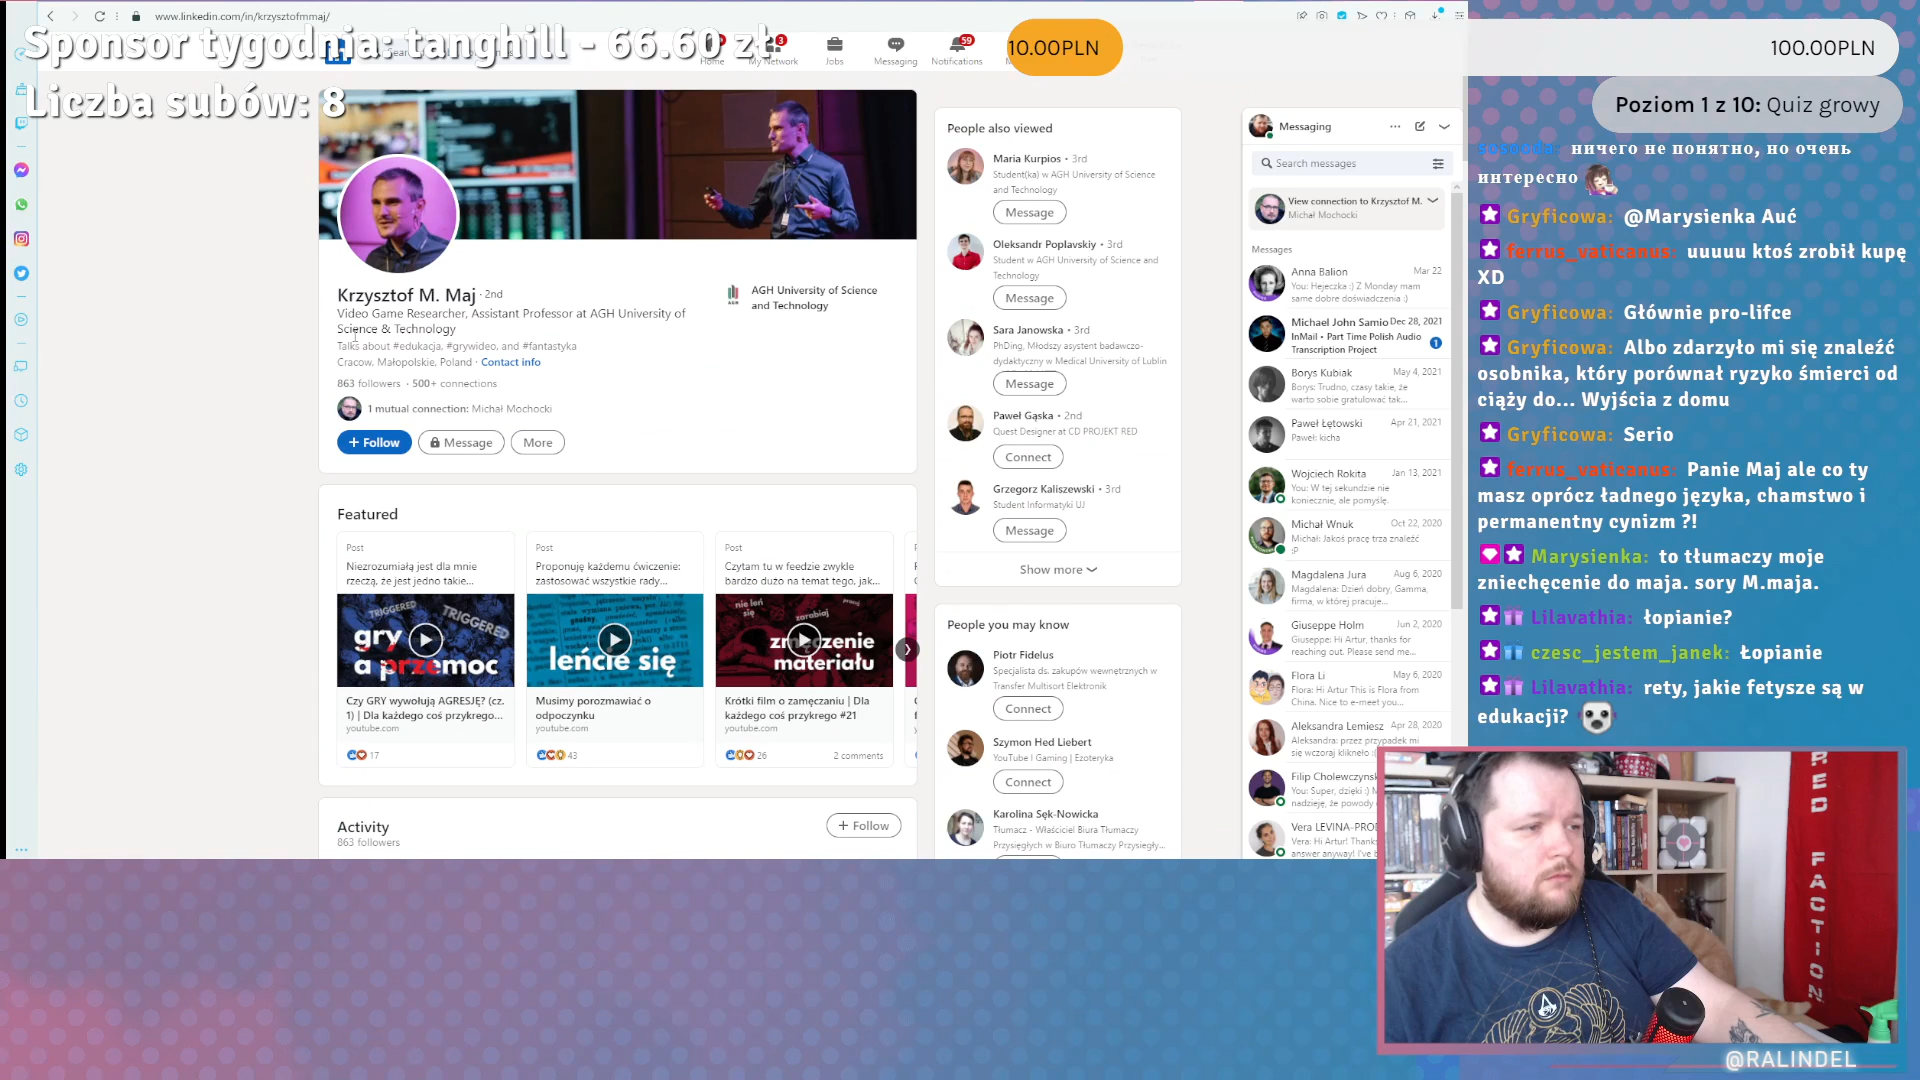 www.linkedin.com/in/krzysztofmmaj/
Sponsor tygodnia: tanghill - 66.60 zł
Liczba subów: 8
Home
My Network
3
Jobs
Messaging
Notifications
59
10.00PLN
100.00PLN
Poziom 1 z 10: Quiz growy
Krzysztof M. Maj · 2nd
Video Game Researcher, Assistant Professor at AGH University of
Science & Technology
Talks about #edukacja, #grywideo, and #fantastyka
Cracow, Małopolskie, Poland · Contact info
863 followers · 500+ connections
1 mutual connection: Michał Mochocki
+ Follow
Message
More
AGH University of Science
and Technology
Featured
Post
Niezrozumiałą jest dla mnie
rzeczą, że jest jedno takie...
TRIGGERED
TRIGGERED
gry
a przemoc
Czy GRY wywołują AGRESJĘ? (cz.
1) | Dla każdego coś przykrego...
youtube.com
17
Post
Proponuję każdemu ćwiczenie:
zastosować wszystkie rady...
leńcie się
Musimy porozmawiać o
odpoczynku
youtube.com
43
Post
Czytam tu w feedzie zwykle
bardzo dużo na temat tego, jak...
nie leń
się
zarabiaj
materiału
Krótki film o zamęczaniu | Dla
każdego coś przykrego #21
youtube.com
26
2 comments
Activity
863 followers
+ Follow
People also viewed
Maria Kurpios • 3rd
Student(ka) w AGH University of Science
and Technology
Message
Oleksandr Poplavskiy • 3rd
Student w AGH University of Science and
Technology
Message
Sara Janowska • 3rd
PhDing, Młodszy asystent badawczo-
dydaktyczny w Medical University of Lublin
Message
Paweł Gąska • 2nd
Quest Designer at CD PROJEKT RED
Connect
Grzegorz Kaliszewski • 3rd
Student Informatyki UJ
Message
Show more
People you may know
Piotr Fidelus
Specjalista ds. zakupów wewnętrznych w
Transfer Multisort Elektronik
Connect
Szymon Hed Liebert
YouTube I Gaming | Ezoteryka
Connect
Karolina Sęk-Nowicka
Tłumacz - Właściciel Biura Tłumaczy
Przysięgłych w Biuro Tłumaczy Przysięgły...
Messaging
Search messages
View connection to Krzysztof M.
Michał Mochocki
Messages
Anna Balion
Mar 22
You: Hejeczka :) Z Monday mam
same dobre doświadczenia :)
Michael John Samio
Dec 28, 2021
InMail • Part Time Polish Audio
Transcription Project
1
Borys Kubiak
May 4, 2021
Borys: Trudno, czasy takie, że
warto sobie gratulować tak...
Paweł Łętowski
Apr 21, 2021
Paweł: kicha
Wojciech Rokita
Jan 13, 2021
You: W tej sekundzie nie
koniecznie, ale pomyślę.
Michał Wnuk
Oct 22, 2020
Michał: Jakoś pracę trza znaleźć
:P
Magdalena Jura
Aug 6, 2020
Magdalena: Dzień dobry, Gamma,
firma, w której pracuje...
Giuseppe Holm
Jun 2, 2020
Giuseppe: Hi Artur, thanks for
reaching out. Please send me...
Flora Li
May 6, 2020
Flora: Hi Artur This is Flora from
China. Nice to e-meet you...
Aleksandra Lemiesz
Apr 28, 2020
Aleksandra: przez przypadek mi
się wczoraj kliknęło :(...
Filip Cholewczynsk
You: Super, dzięki :) M
nadzieję, że powody
Vera LEVINA-PROD
Vera: Hi Artur! Thank
answer anyway! I've b
ничего не понятно, но очень
интересно
Gryficowa: @Marysienka Auć
ferrus_vaticanus: uuuuu ktoś zrobił kupę
XD
Gryficowa: Głównie pro-lifce
Gryficowa: Albo zdarzyło mi się znaleźć
osobnika, który porównał ryzyko śmierci od
ciąży do... Wyjścia z domu
Gryficowa: Serio
ferrus_vaticanus: Panie Maj ale co ty
masz oprócz ładnego języka, chamstwo i
permanentny cynizm ?!
Marysienka: to tłumaczy moje
zniechęcenie do maja. sory M.maja.
Lilavathia: łopianie?
czesc_jestem_janek: Łopianie
Lilavathia: rety, jakie fetysze są w
edukacji?
RED FACTION
@RALINDEL